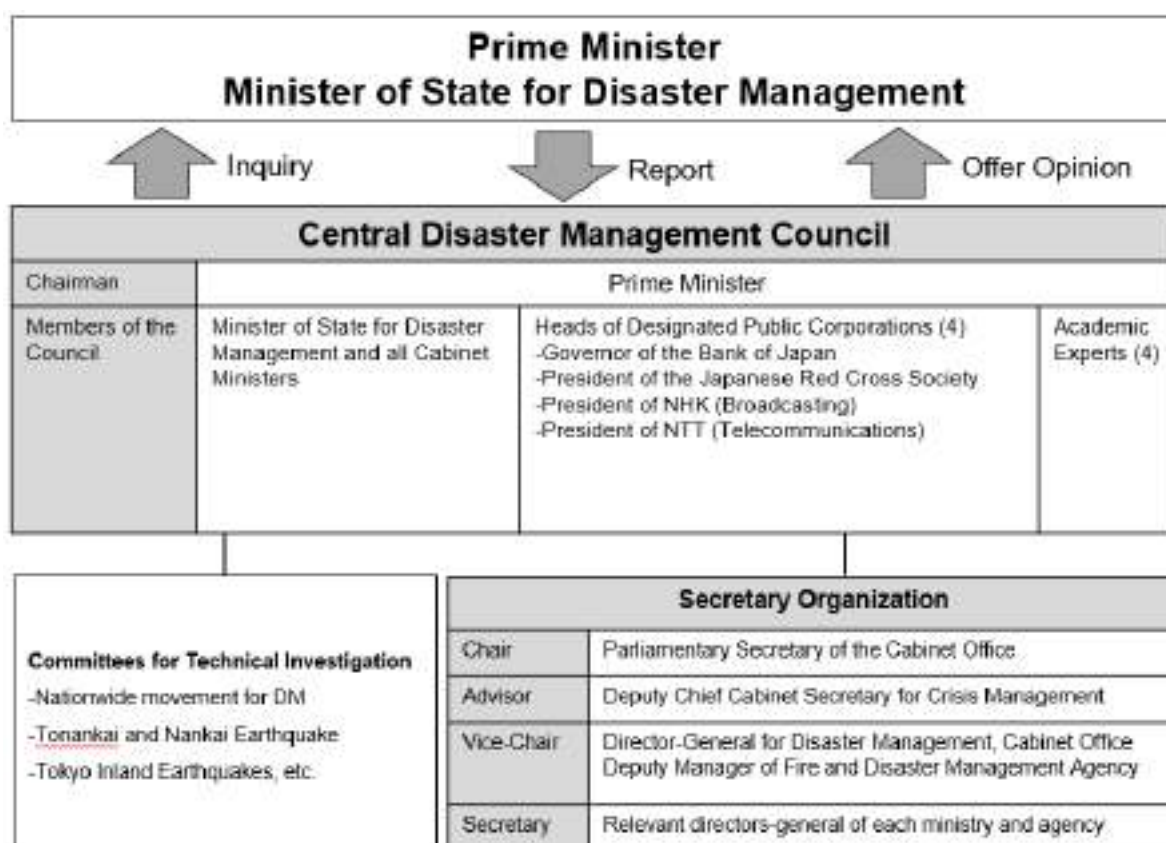 Prime Minister
Minister of State for Disaster Management
Inquiry
Report
Offer Opinion
Central Disaster Management Council
Chairman
Prime Minister
Members of the
Council
Minister of State for Disaster
Management and all Cabinet
Ministers
Heads of Designated Public Corporations (4)
-Governor of the Bank of Japan
-President of the Japanese Red Cross Society
-President of NHK (Broadcasting)
-President of NTT (Telecommunications)
Academic
Experts (4)
Committees for Technical Investigation
-Nationwide movement for DM
-Tonankai and Nankai Earthquake
-Tokyo Inland Earthquakes, etc.
Secretary Organization
Chair
Parliamentary Secretary of the Cabinet Office
Advisor
Deputy Chief Cabinet Secretary for Crisis Management
Vice-Chair
Director-General for Disaster Management, Cabinet Office
Deputy Manager of Fire and Disaster Management Agency
Secretary
Relevant directors-general of each ministry and agency